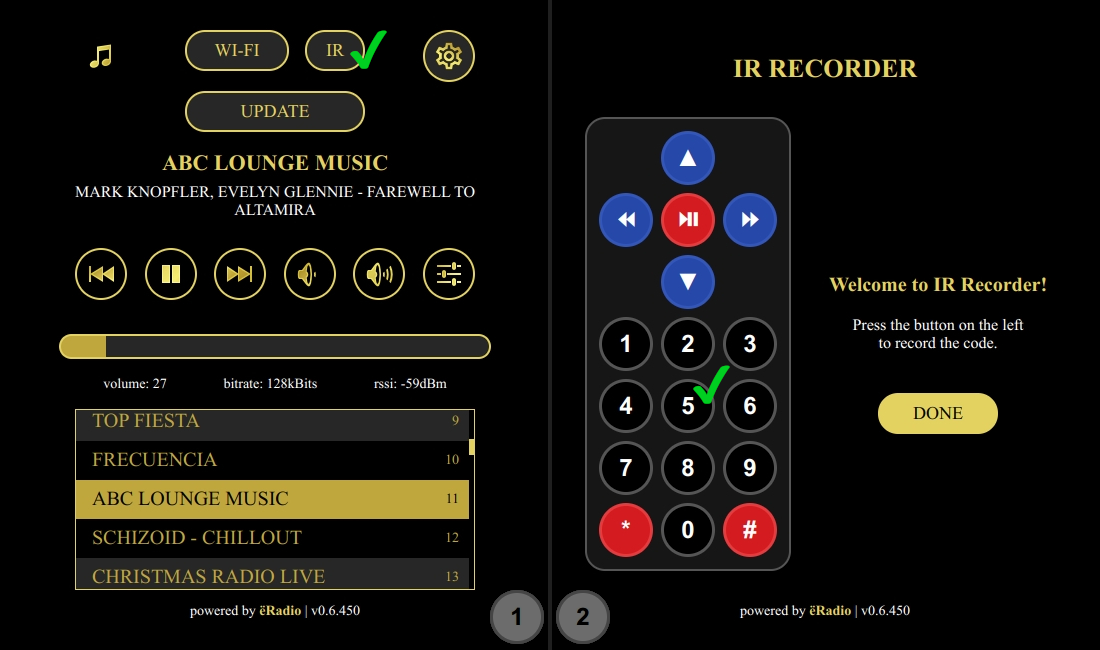 WI-FI
IR
UPDATE
ABC LOUNGE MUSIC
MARK KNOPFLER, EVELYN GLENNIE - FAREWELL TO
ALTAMIRA
volume: 27
bitrate: 128kBits
rssi: -59dBm
TOP FIESTA 9
FRECUENCIA 10
ABC LOUNGE MUSIC 11
SCHIZOID - CHILLOUT 12
CHRISTMAS RADIO LIVE 13
powered by ëRadio | v0.6.450
1
IR RECORDER
1 2 3
4 5 6
7 8 9
* 0 #
Welcome to IR Recorder!
Press the button on the left
to record the code.
DONE
2
powered by ëRadio | v0.6.450